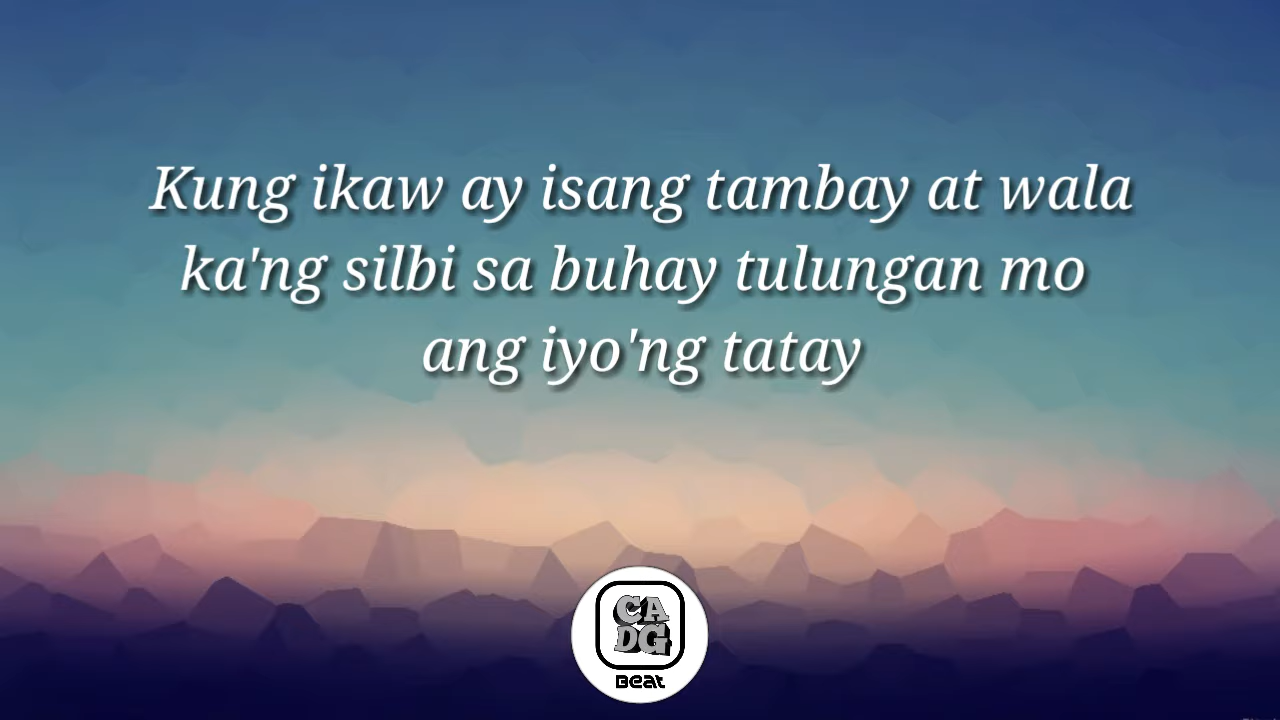 Kung ikaw ay isang tambay at wala
ka'ng silbi sa buhay tulungan mo
ang iyo'ng tatay
CA
DG
Beat